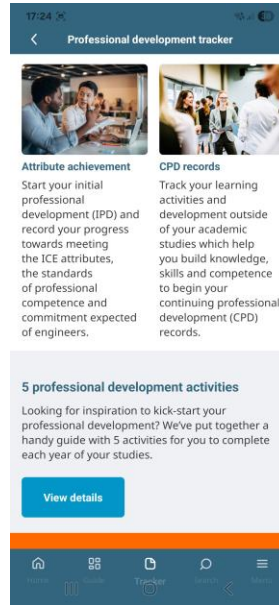 17:24
Professional development tracker
Attribute achievement
Start your initial
professional
development (IPD) and
record your progress
towards meeting
the ICE attributes,
the standards
of professional
competence and
commitment expected
of engineers.
CPD records
Track your learning
activities and
development outside
of your academic
studies which help
you build knowledge,
skills and competence
to begin your
continuing professional
development (CPD)
records.
5 professional development activities
Looking for inspiration to kick-start your
professional development? We've put together a
handy guide with 5 activities for you to complete
each year of your studies.
View details
Home Guide Tracker Search Menu